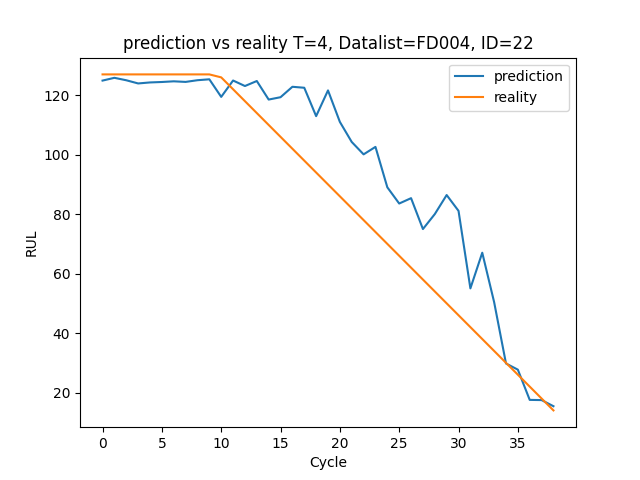 prediction vs reality T=4, Datalist=FD004, ID=22
prediction
reality
RUL
120
100
80
60
40
20
0 5 10 15 20 25 30 35
Cycle